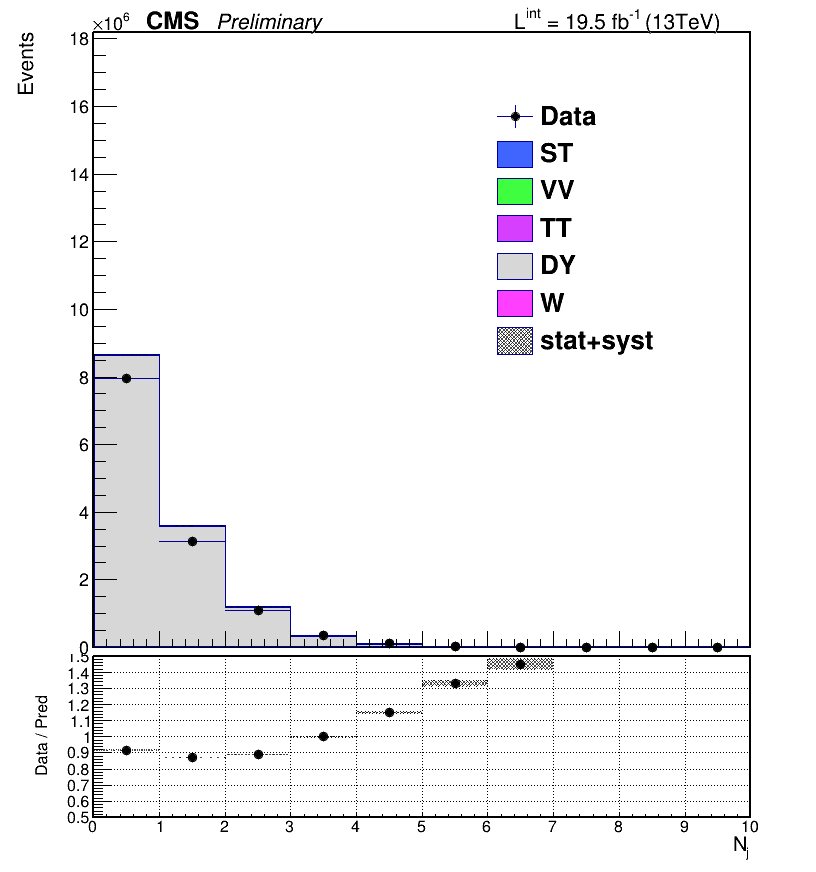 ×10⁶ CMS Preliminary L^int = 19.5 fb⁻¹ (13TeV)
Events
18
16
14
12
10
8
6
4
2
0
Data
ST
VV
TT
DY
W
stat+syst
Data / Pred
1.5
1.4
1.3
1.2
1.1
1
0.9
0.8
0.7
0.6
0.5
0 1 2 3 4 5 6 7 8 9 10
N_j